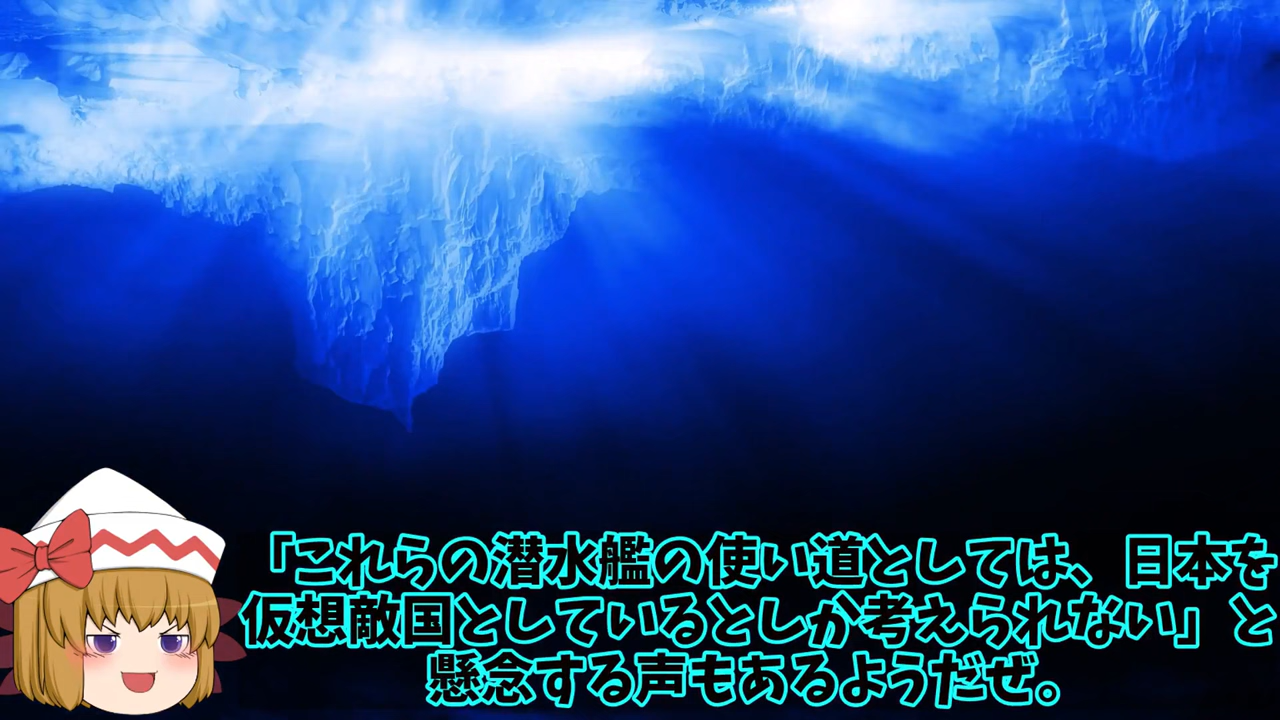 「これらの潜水艦の使い道としては、日本を
仮想敵国としているとしか考えられない」と
懸念する声もあるようだぜ。